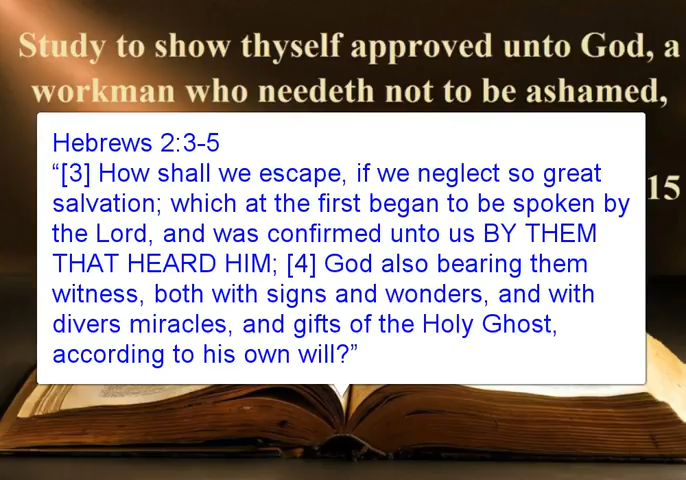 Study to show thyself approved unto God, a
workman who needeth not to be ashamed,
15
Hebrews 2:3-5
“[3] How shall we escape, if we neglect so great
salvation; which at the first began to be spoken by
the Lord, and was confirmed unto us BY THEM
THAT HEARD HIM; [4] God also bearing them
witness, both with signs and wonders, and with
divers miracles, and gifts of the Holy Ghost,
according to his own will?”